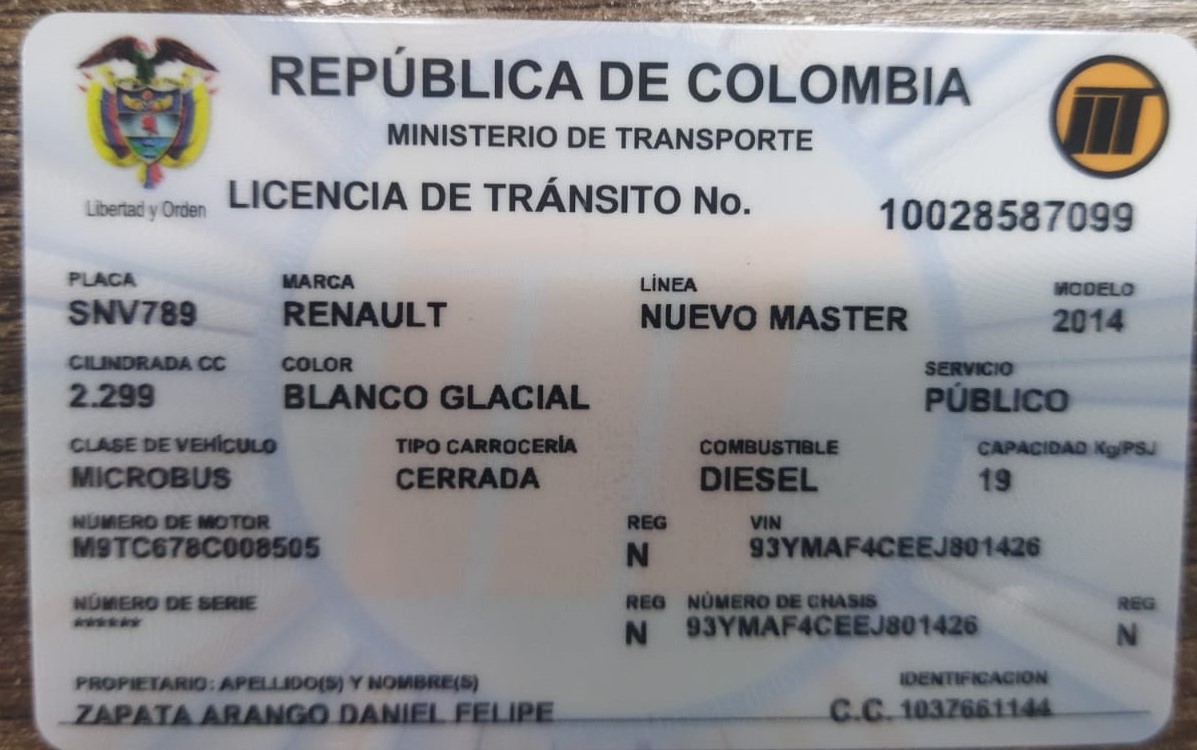 REPÚBLICA DE COLOMBIA
MINISTERIO DE TRANSPORTE
Libertad y Orden
LICENCIA DE TRÁNSITO No. 10028587099
PLACA MARCA LÍNEA MODELO
SNV789 RENAULT NUEVO MASTER 2014
CILINDRADA CC COLOR SERVICIO
2.299 BLANCO GLACIAL PÚBLICO
CLASE DE VEHÍCULO TIPO CARROCERÍA COMBUSTIBLE CAPACIDAD Kg/PSJ
MICROBUS CERRADA DIESEL 19
NÚMERO DE MOTOR REG VIN
M9TC678C008505 N 93YMAF4CEEJ801426
NÚMERO DE SERIE REG NÚMERO DE CHASIS REG
****** N 93YMAF4CEEJ801426 N
PROPIETARIO: APELLIDO(S) Y NOMBRE(S) IDENTIFICACION
ZAPATA ARANGO DANIEL FELIPE C.C. 1037661144